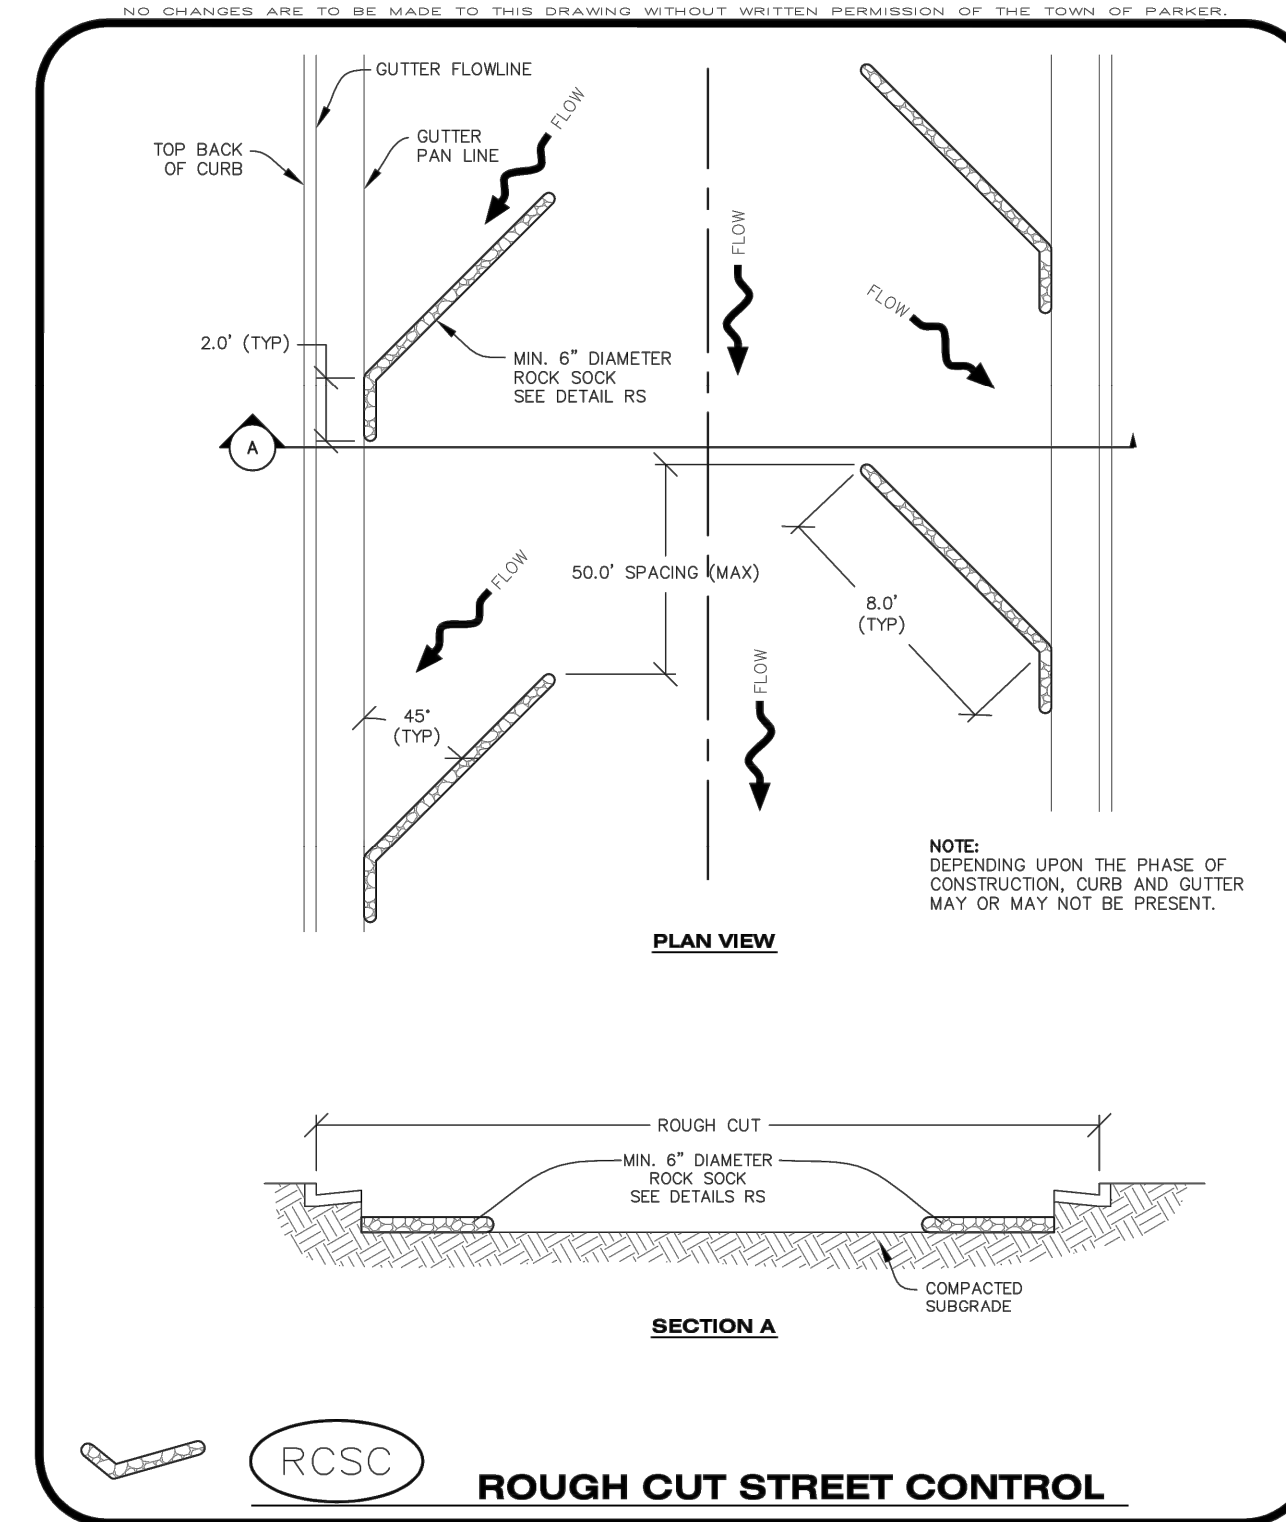 NO CHANGES ARE TO BE MADE TO THIS DRAWING WITHOUT WRITTEN PERMISSION OF THE TOWN OF PARKER.
GUTTER FLOWLINE
FLOW
TOP BACK
OF CURB
GUTTER
PAN LINE
FLOW
FLOW
2.0' (TYP)
MIN. 6” DIAMETER
ROCK SOCK
SEE DETAIL RS
A
FLOW
50.0' SPACING (MAX)
8.0'
(TYP)
FLOW
45°
(TYP)
NOTE:
DEPENDING UPON THE PHASE OF
CONSTRUCTION, CURB AND GUTTER
MAY OR MAY NOT BE PRESENT.
PLAN VIEW
ROUGH CUT
MIN. 6” DIAMETER
ROCK SOCK
SEE DETAILS RS
COMPACTED
SUBGRADE
SECTION A
RCSC
ROUGH CUT STREET CONTROL